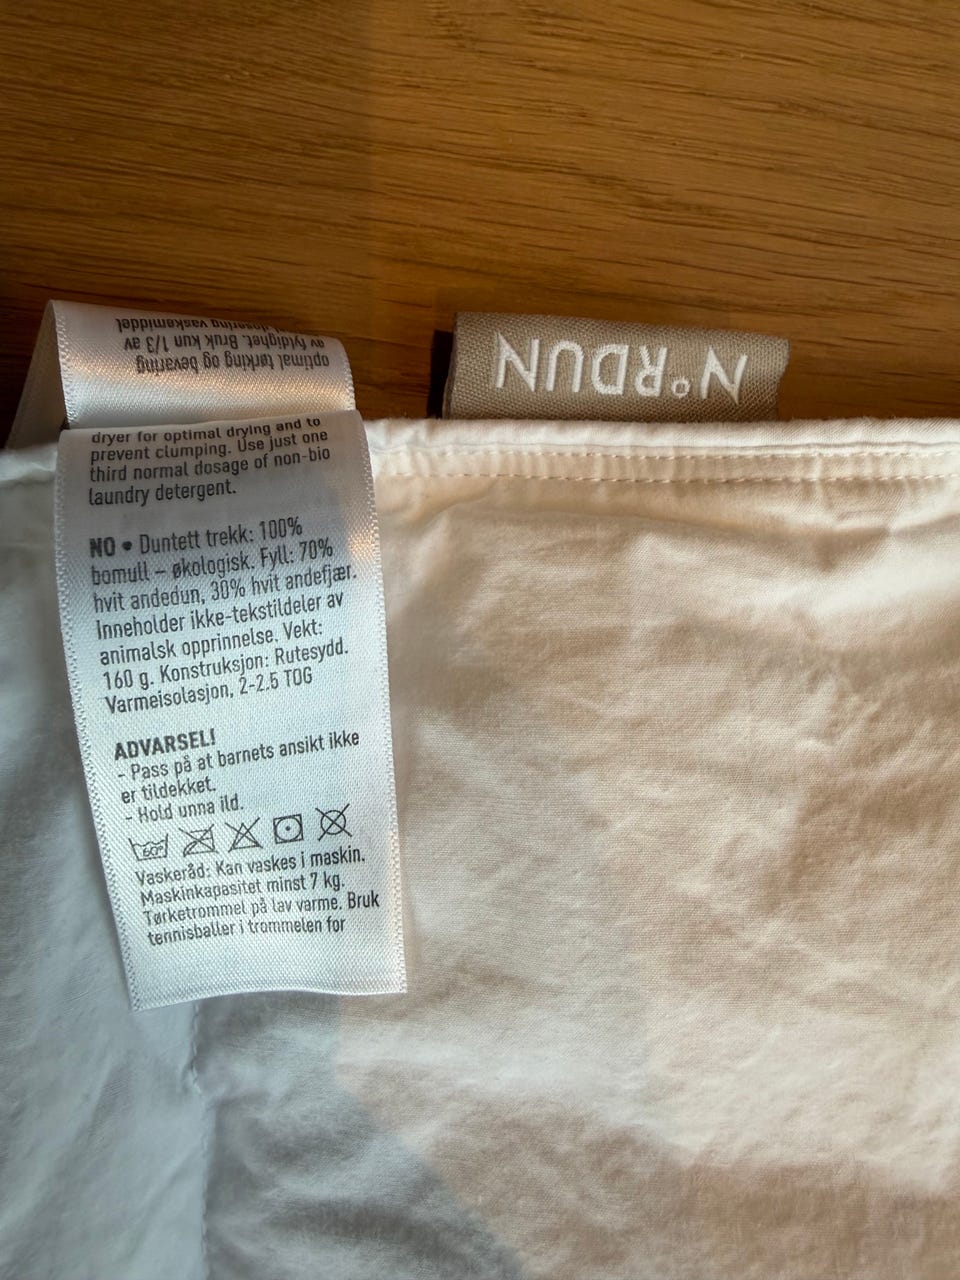 optimal tørking og bevaring
av fyldighet. Bruk kun 1/3 av
dosering vaskemiddel
N°RDUN
dryer for optimal drying and to
prevent clumping. Use just one
third normal dosage of non-bio
laundry detergent.
NO • Duntett trekk: 100%
bomull – økologisk. Fyll: 70%
hvit andedun, 30% hvit andefjær.
Inneholder ikke-tekstildeler av
animalsk opprinnelse. Vekt:
160 g. Konstruksjon: Rutesydd.
Varmeisolasjon, 2-2.5 TOG
ADVARSEL!
- Pass på at barnets ansikt ikke
er tildekket.
- Hold unna ild.
60°
Vaskeråd: Kan vaskes i maskin.
Maskinkapasitet minst 7 kg.
Tørketrommel på lav varme. Bruk
tennisballer i trommelen for